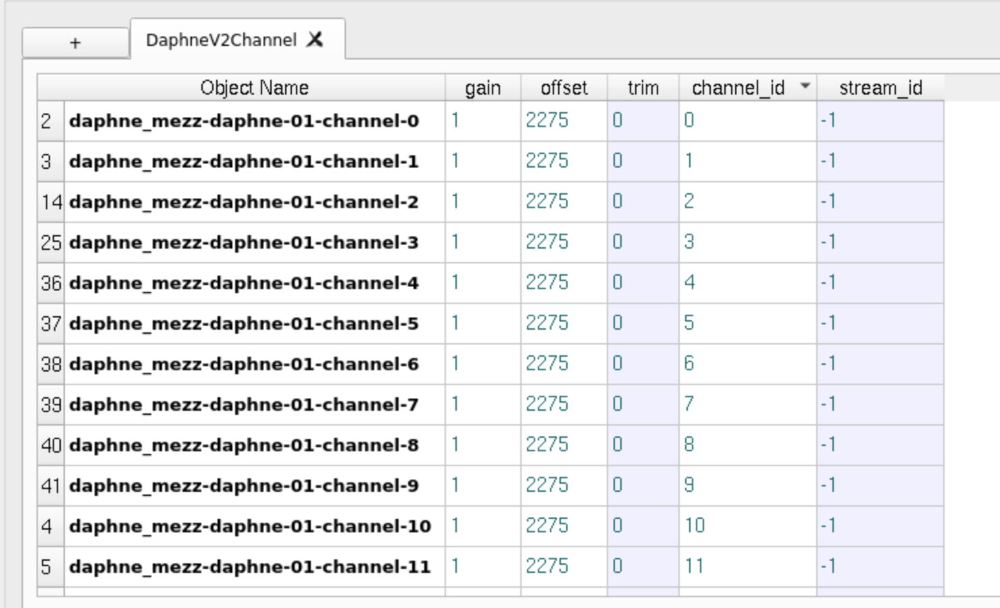 + DaphneV2Channel
Object Name gain offset trim channel_id stream_id
2 daphne_mezz-daphne-01-channel-0 1 2275 0 0 -1
3 daphne_mezz-daphne-01-channel-1 1 2275 0 1 -1
14 daphne_mezz-daphne-01-channel-2 1 2275 0 2 -1
25 daphne_mezz-daphne-01-channel-3 1 2275 0 3 -1
36 daphne_mezz-daphne-01-channel-4 1 2275 0 4 -1
37 daphne_mezz-daphne-01-channel-5 1 2275 0 5 -1
38 daphne_mezz-daphne-01-channel-6 1 2275 0 6 -1
39 daphne_mezz-daphne-01-channel-7 1 2275 0 7 -1
40 daphne_mezz-daphne-01-channel-8 1 2275 0 8 -1
41 daphne_mezz-daphne-01-channel-9 1 2275 0 9 -1
4 daphne_mezz-daphne-01-channel-10 1 2275 0 10 -1
5 daphne_mezz-daphne-01-channel-11 1 2275 0 11 -1